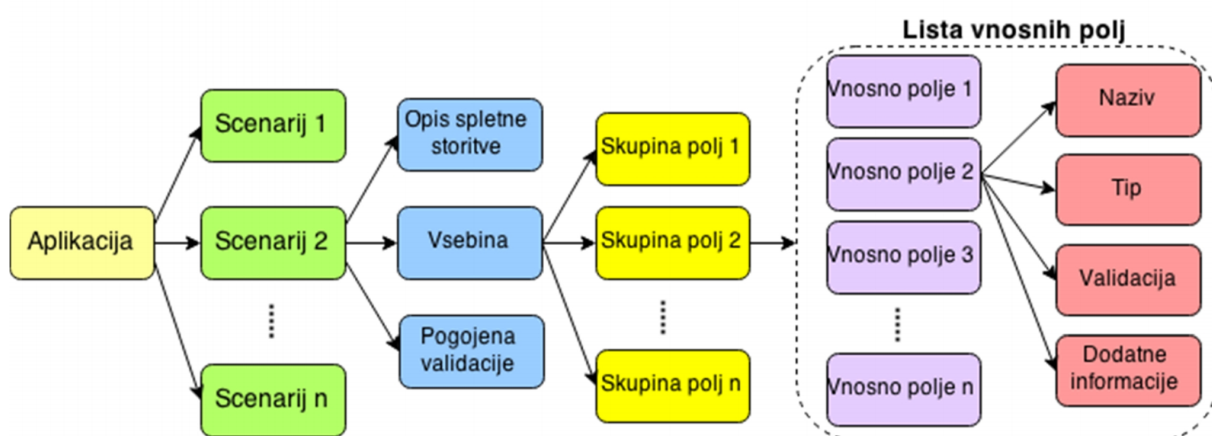 Lista vnosnih polj
Aplikacija
Scenarij 1
Scenarij 2
Scenarij n
Opis spletne
storitve
Vsebina
Pogojena
validacije
Skupina polj 1
Skupina polj 2
Skupina polj n
Vnosno polje 1
Vnosno polje 2
Vnosno polje 3
Vnosno polje n
Naziv
Tip
Validacija
Dodatne
informacije